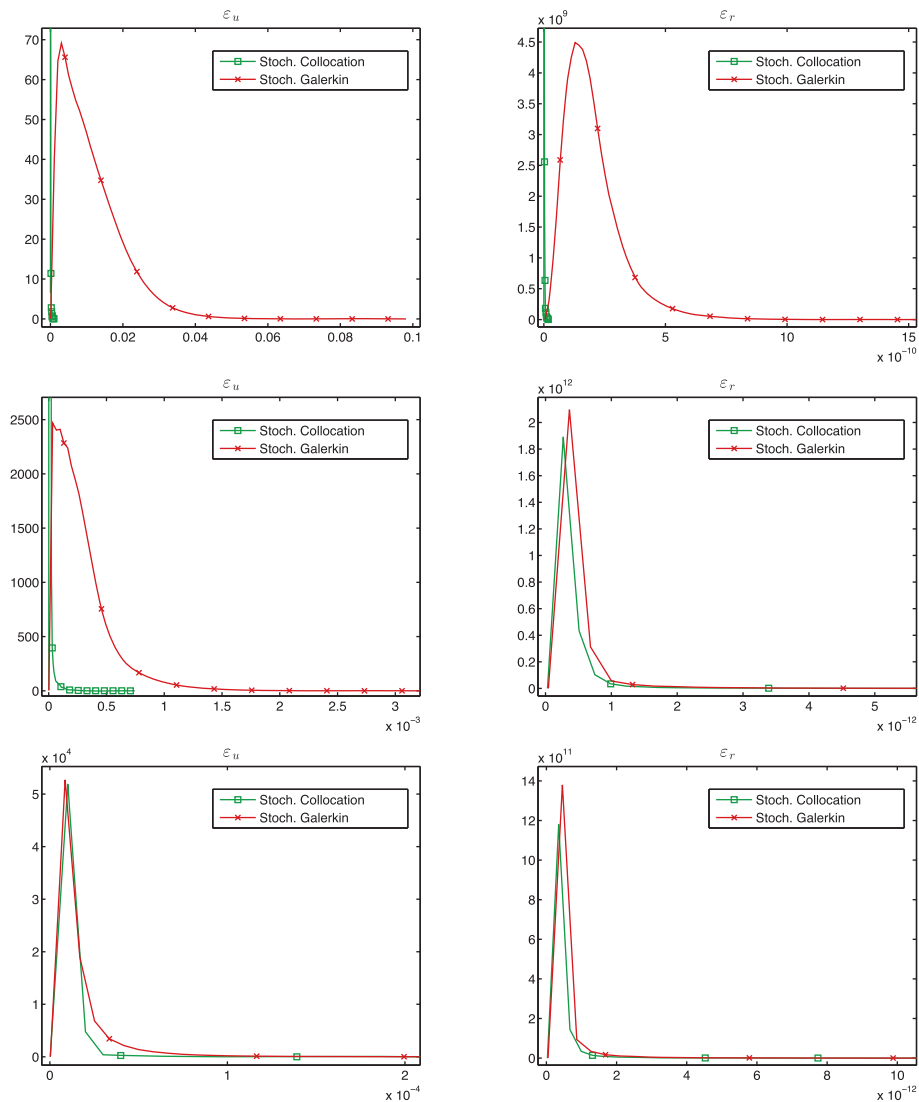 ε_u
70
60
50
40
30
20
10
0
0 0.02 0.04 0.06 0.08 0.1
Stoch. Collocation
Stoch. Galerkin
ε_r
x 10^9
4.5
4
3.5
3
2.5
2
1.5
1
0.5
0
0 5 10 15
x 10^−10
Stoch. Collocation
Stoch. Galerkin
ε_u
2500
2000
1500
1000
500
0
0 0.5 1 1.5 2 2.5 3
x 10^−3
Stoch. Collocation
Stoch. Galerkin
ε_r
x 10^12
2
1.8
1.6
1.4
1.2
1
0.8
0.6
0.4
0.2
0
0 1 2 3 4 5
x 10^−12
Stoch. Collocation
Stoch. Galerkin
ε_u
x 10^4
5
4
3
2
1
0
0 1 2
x 10^−4
Stoch. Collocation
Stoch. Galerkin
ε_r
x 10^11
14
12
10
8
6
4
2
0
0 2 4 6 8 10
x 10^−12
Stoch. Collocation
Stoch. Galerkin